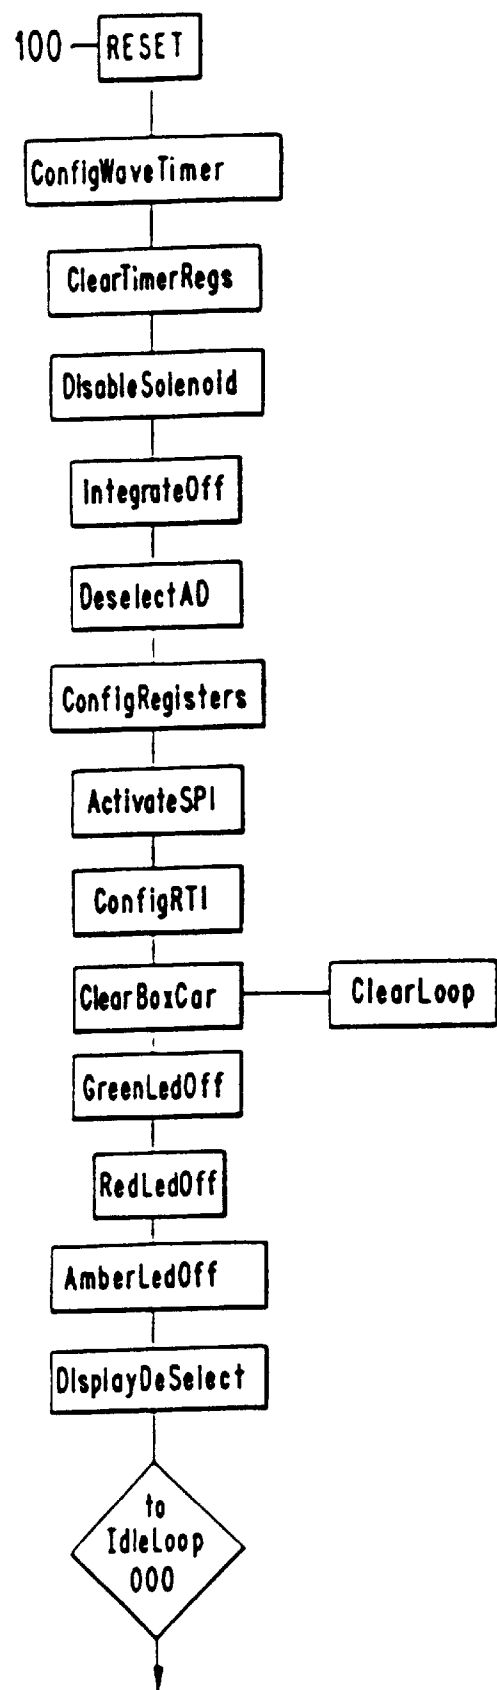 100 RESET
ConfigWaveTimer
ClearTimerRegs
DisableSolenoid
IntegrateOff
DeselectAD
ConfigRegisters
ActivateSPI
ConfigRTI
ClearBoxCar ClearLoop
GreenLedOff
RedLedOff
AmberLedOff
DisplayDeSelect
to
IdleLoop
000